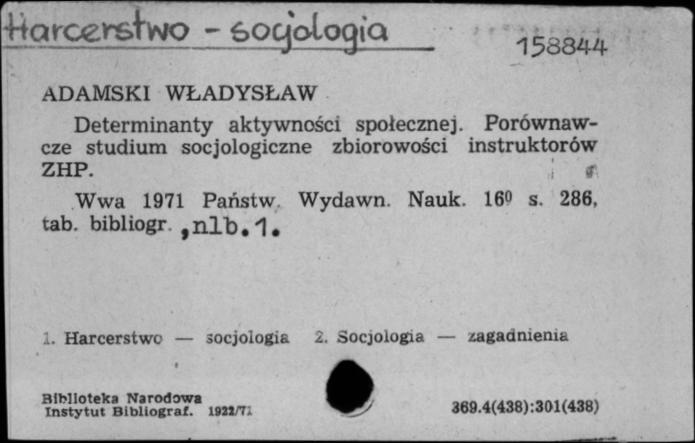 Harcerstwo - socjologia
158844
ADAMSKI WŁADYSŁAW
Determinanty aktywności społecznej. Porównaw-
cze studium socjologiczne zbiorowości instruktorów
ZHP.
Wwa 1971 Państw. Wydawn. Nauk. 16⁰ s. 286,
tab. bibliogr. , nlb. 1.
1. Harcerstwo — socjologia 2. Socjologia — zagadnienia
Biblioteka Narodowa
Instytut Bibliograf. 1922/71
369.4(438):301(438)